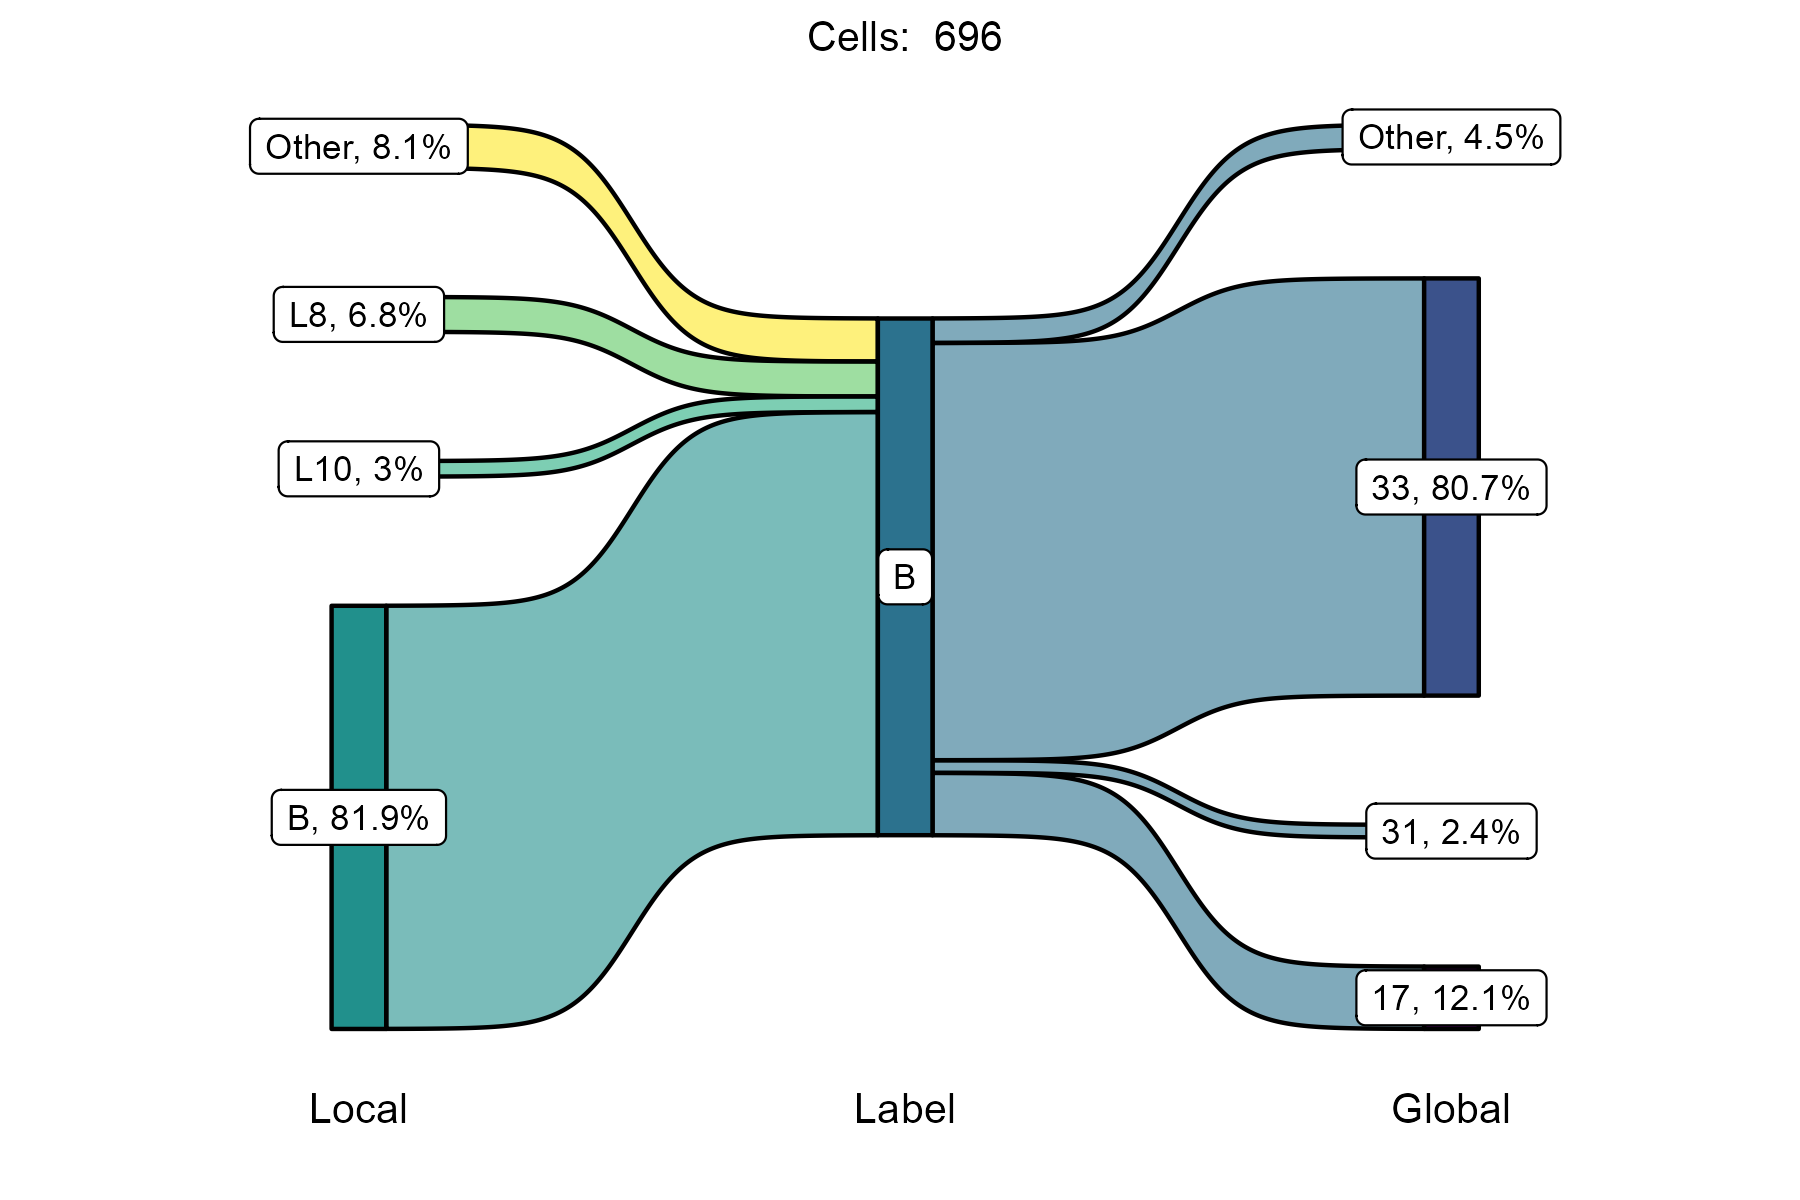 Cells:  696
Other, 8.1%
L8, 6.8%
L10, 3%
B, 81.9%
B
Other, 4.5%
33, 80.7%
31, 2.4%
17, 12.1%
Local
Label
Global